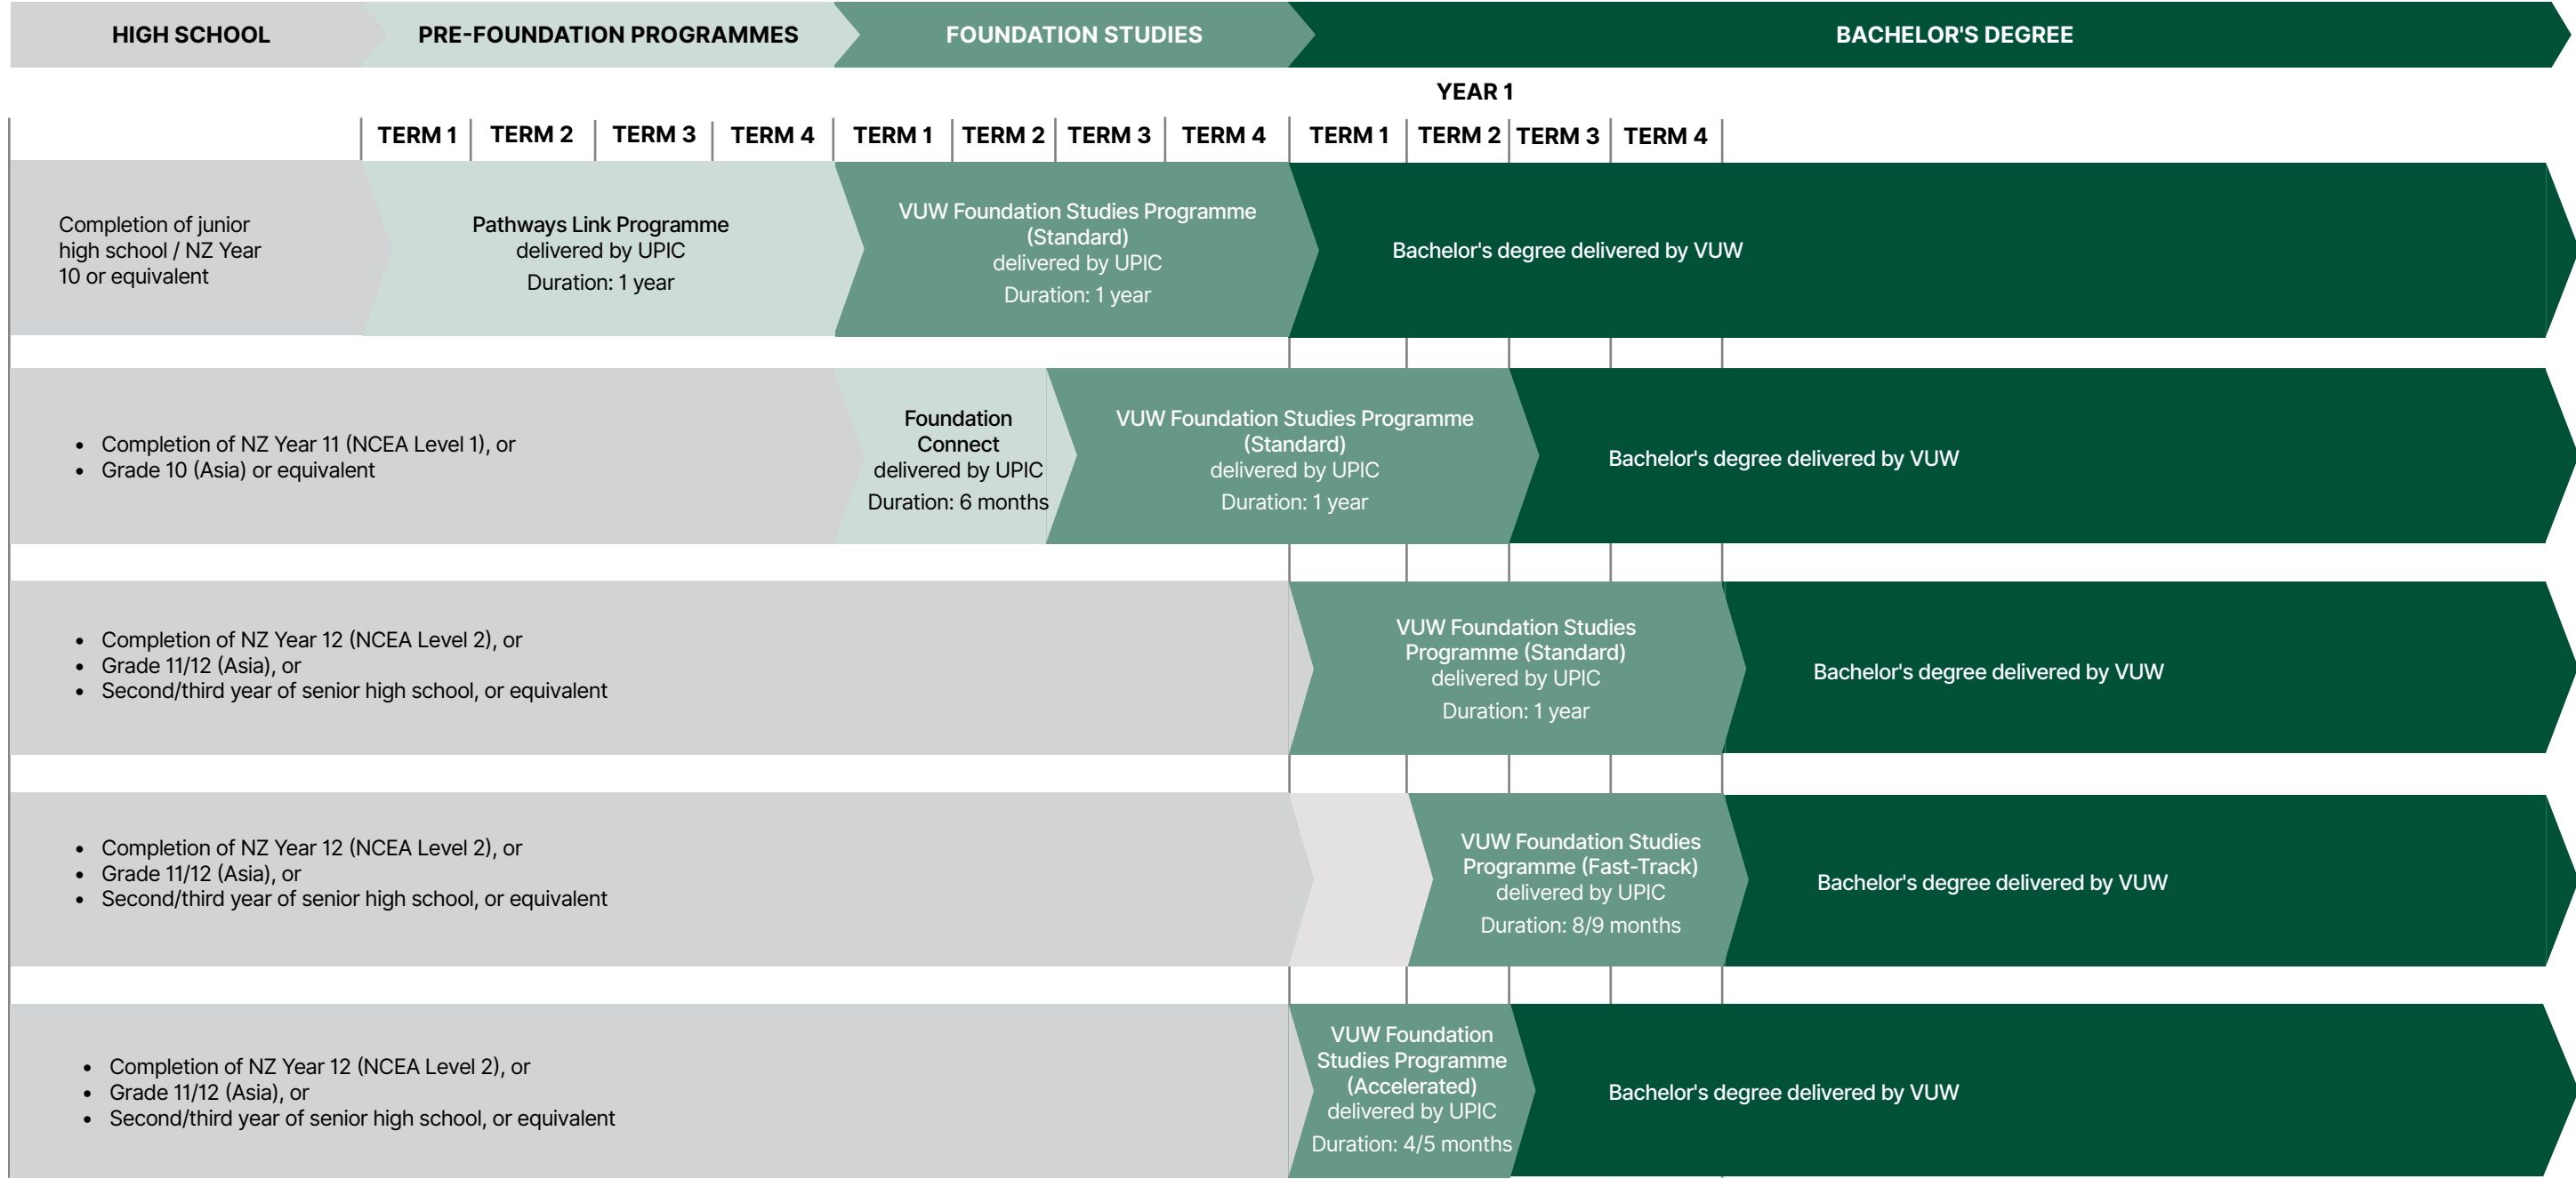 HIGH SCHOOL
PRE-FOUNDATION PROGRAMMES
FOUNDATION STUDIES
BACHELOR'S DEGREE
YEAR 1
TERM 1
TERM 2
TERM 3
TERM 4
TERM 1
TERM 2
TERM 3
TERM 4
TERM 1
TERM 2
TERM 3
TERM 4
Completion of junior
high school / NZ Year
10 or equivalent
Pathways Link Programme
delivered by UPIC
Duration: 1 year
VUW Foundation Studies Programme
(Standard)
delivered by UPIC
Duration: 1 year
Bachelor's degree delivered by VUW
• Completion of NZ Year 11 (NCEA Level 1), or
• Grade 10 (Asia) or equivalent
Foundation
Connect
delivered by UPIC
Duration: 6 months
VUW Foundation Studies Programme
(Standard)
delivered by UPIC
Duration: 1 year
Bachelor's degree delivered by VUW
• Completion of NZ Year 12 (NCEA Level 2), or
• Grade 11/12 (Asia), or
• Second/third year of senior high school, or equivalent
VUW Foundation Studies
Programme (Standard)
delivered by UPIC
Duration: 1 year
Bachelor's degree delivered by VUW
• Completion of NZ Year 12 (NCEA Level 2), or
• Grade 11/12 (Asia), or
• Second/third year of senior high school, or equivalent
VUW Foundation Studies
Programme (Fast-Track)
delivered by UPIC
Duration: 8/9 months
Bachelor's degree delivered by VUW
• Completion of NZ Year 12 (NCEA Level 2), or
• Grade 11/12 (Asia), or
• Second/third year of senior high school, or equivalent
VUW Foundation
Studies Programme
(Accelerated)
delivered by UPIC
Duration: 4/5 months
Bachelor's degree delivered by VUW